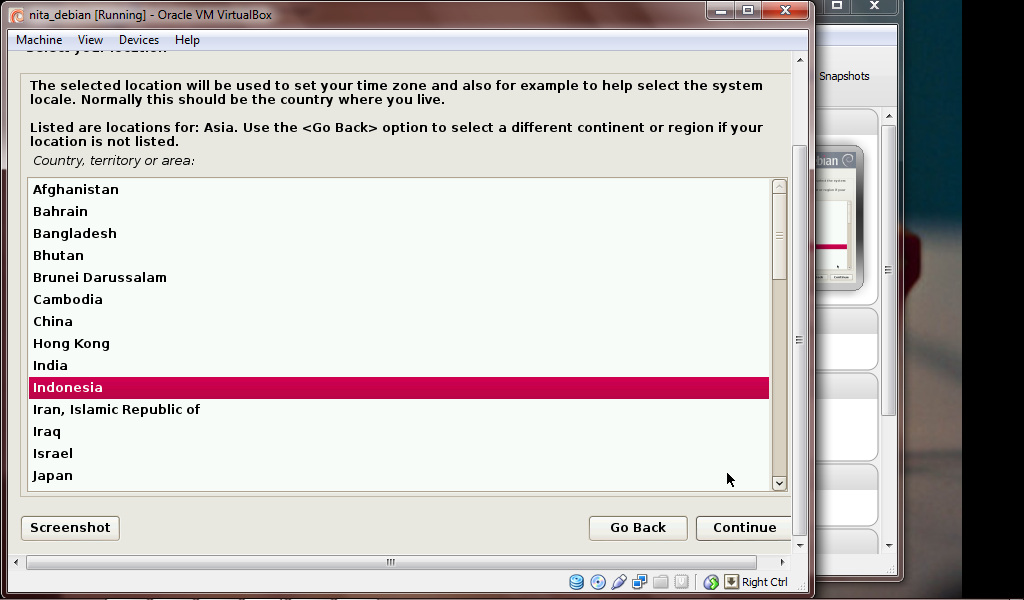 nita_debian [Running] - Oracle VM VirtualBox
Machine View Devices Help
Select your location
The selected location will be used to set your time zone and also for example to help select the system
locale. Normally this should be the country where you live.
Listed are locations for: Asia. Use the <Go Back> option to select a different continent or region if your
location is not listed.
Country, territory or area:
Afghanistan
Bahrain
Bangladesh
Bhutan
Brunei Darussalam
Cambodia
China
Hong Kong
India
Indonesia
Iran, Islamic Republic of
Iraq
Israel
Japan
Screenshot Go Back Continue
Right Ctrl
Snapshots